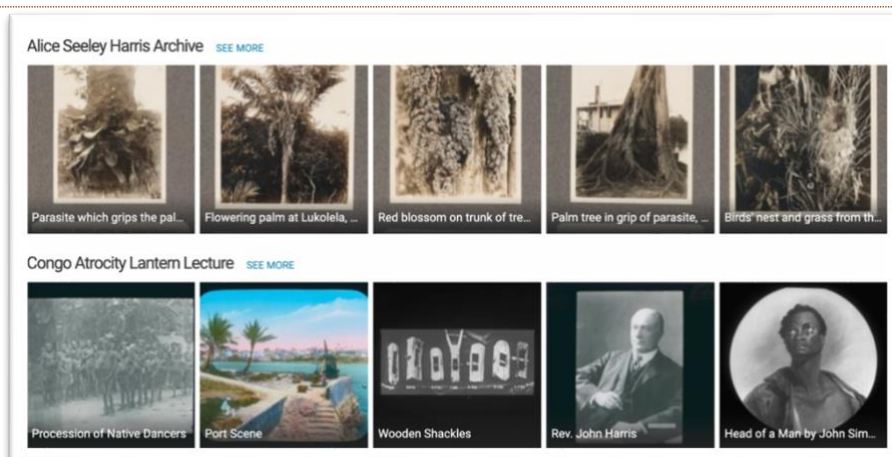 Alice Seeley Harris Archive SEE MORE
Parasite which grips the pal...
Flowering palm at Lukolela, ...
Red blossom on trunk of tre...
Palm tree in grip of parasite, ...
Birds' nest and grass from th...
Congo Atrocity Lantern Lecture SEE MORE
Procession of Native Dancers
Port Scene
Wooden Shackles
Rev. John Harris
Head of a Man by John Sim...